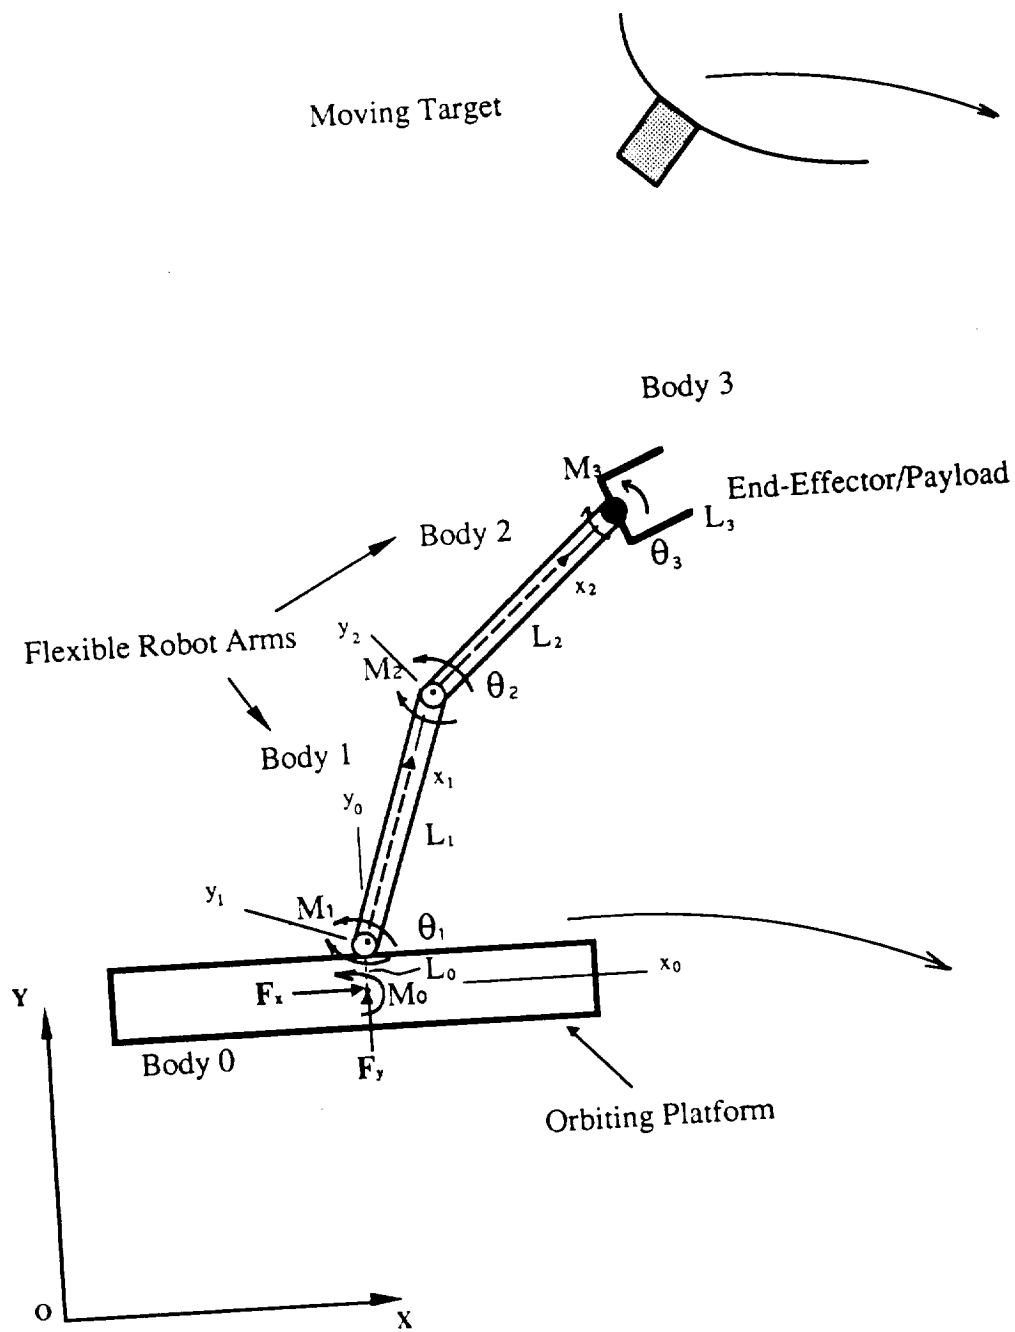 Moving Target
Body 3
M₃
End-Effector/Payload
L₃
Body 2
θ₃
x₂
y₂
L₂
Flexible Robot Arms
M₂
θ₂
Body 1
x₁
y₀
L₁
y₁
M₁
θ₁
L₀
x₀
Fₓ
M₀
Y
Body 0
Fᵧ
Orbiting Platform
O
X